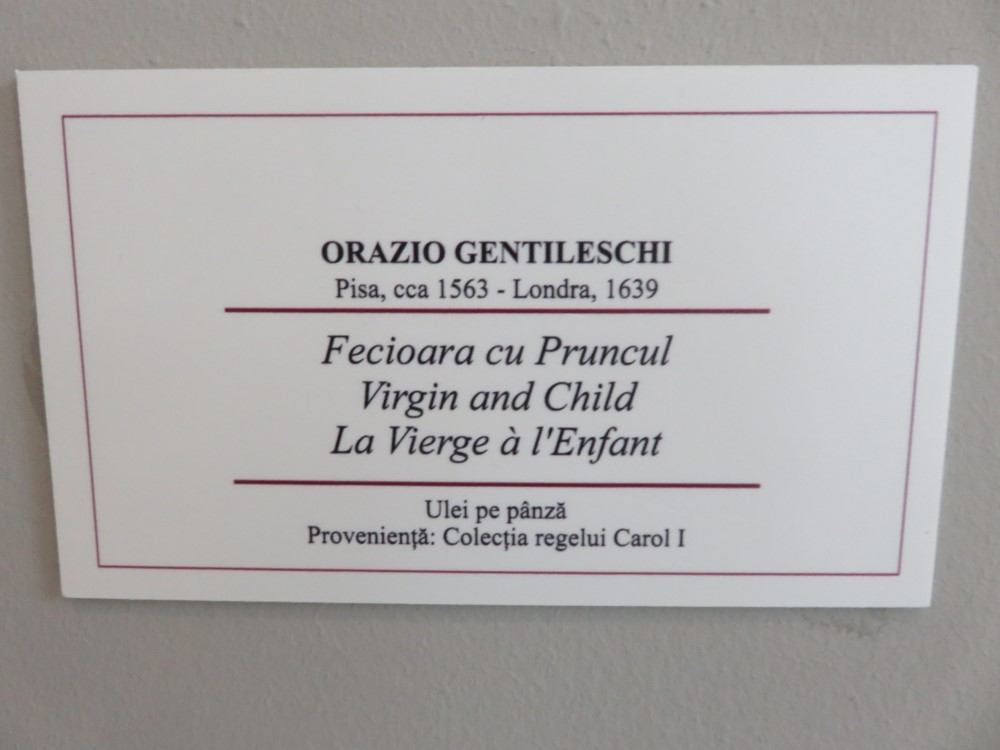 ORAZIO GENTILESCHI
Pisa, cca 1563 - Londra, 1639
Fecioara cu Pruncul
Virgin and Child
La Vierge à l'Enfant
Ulei pe pânză
Proveniență: Colecția regelui Carol I